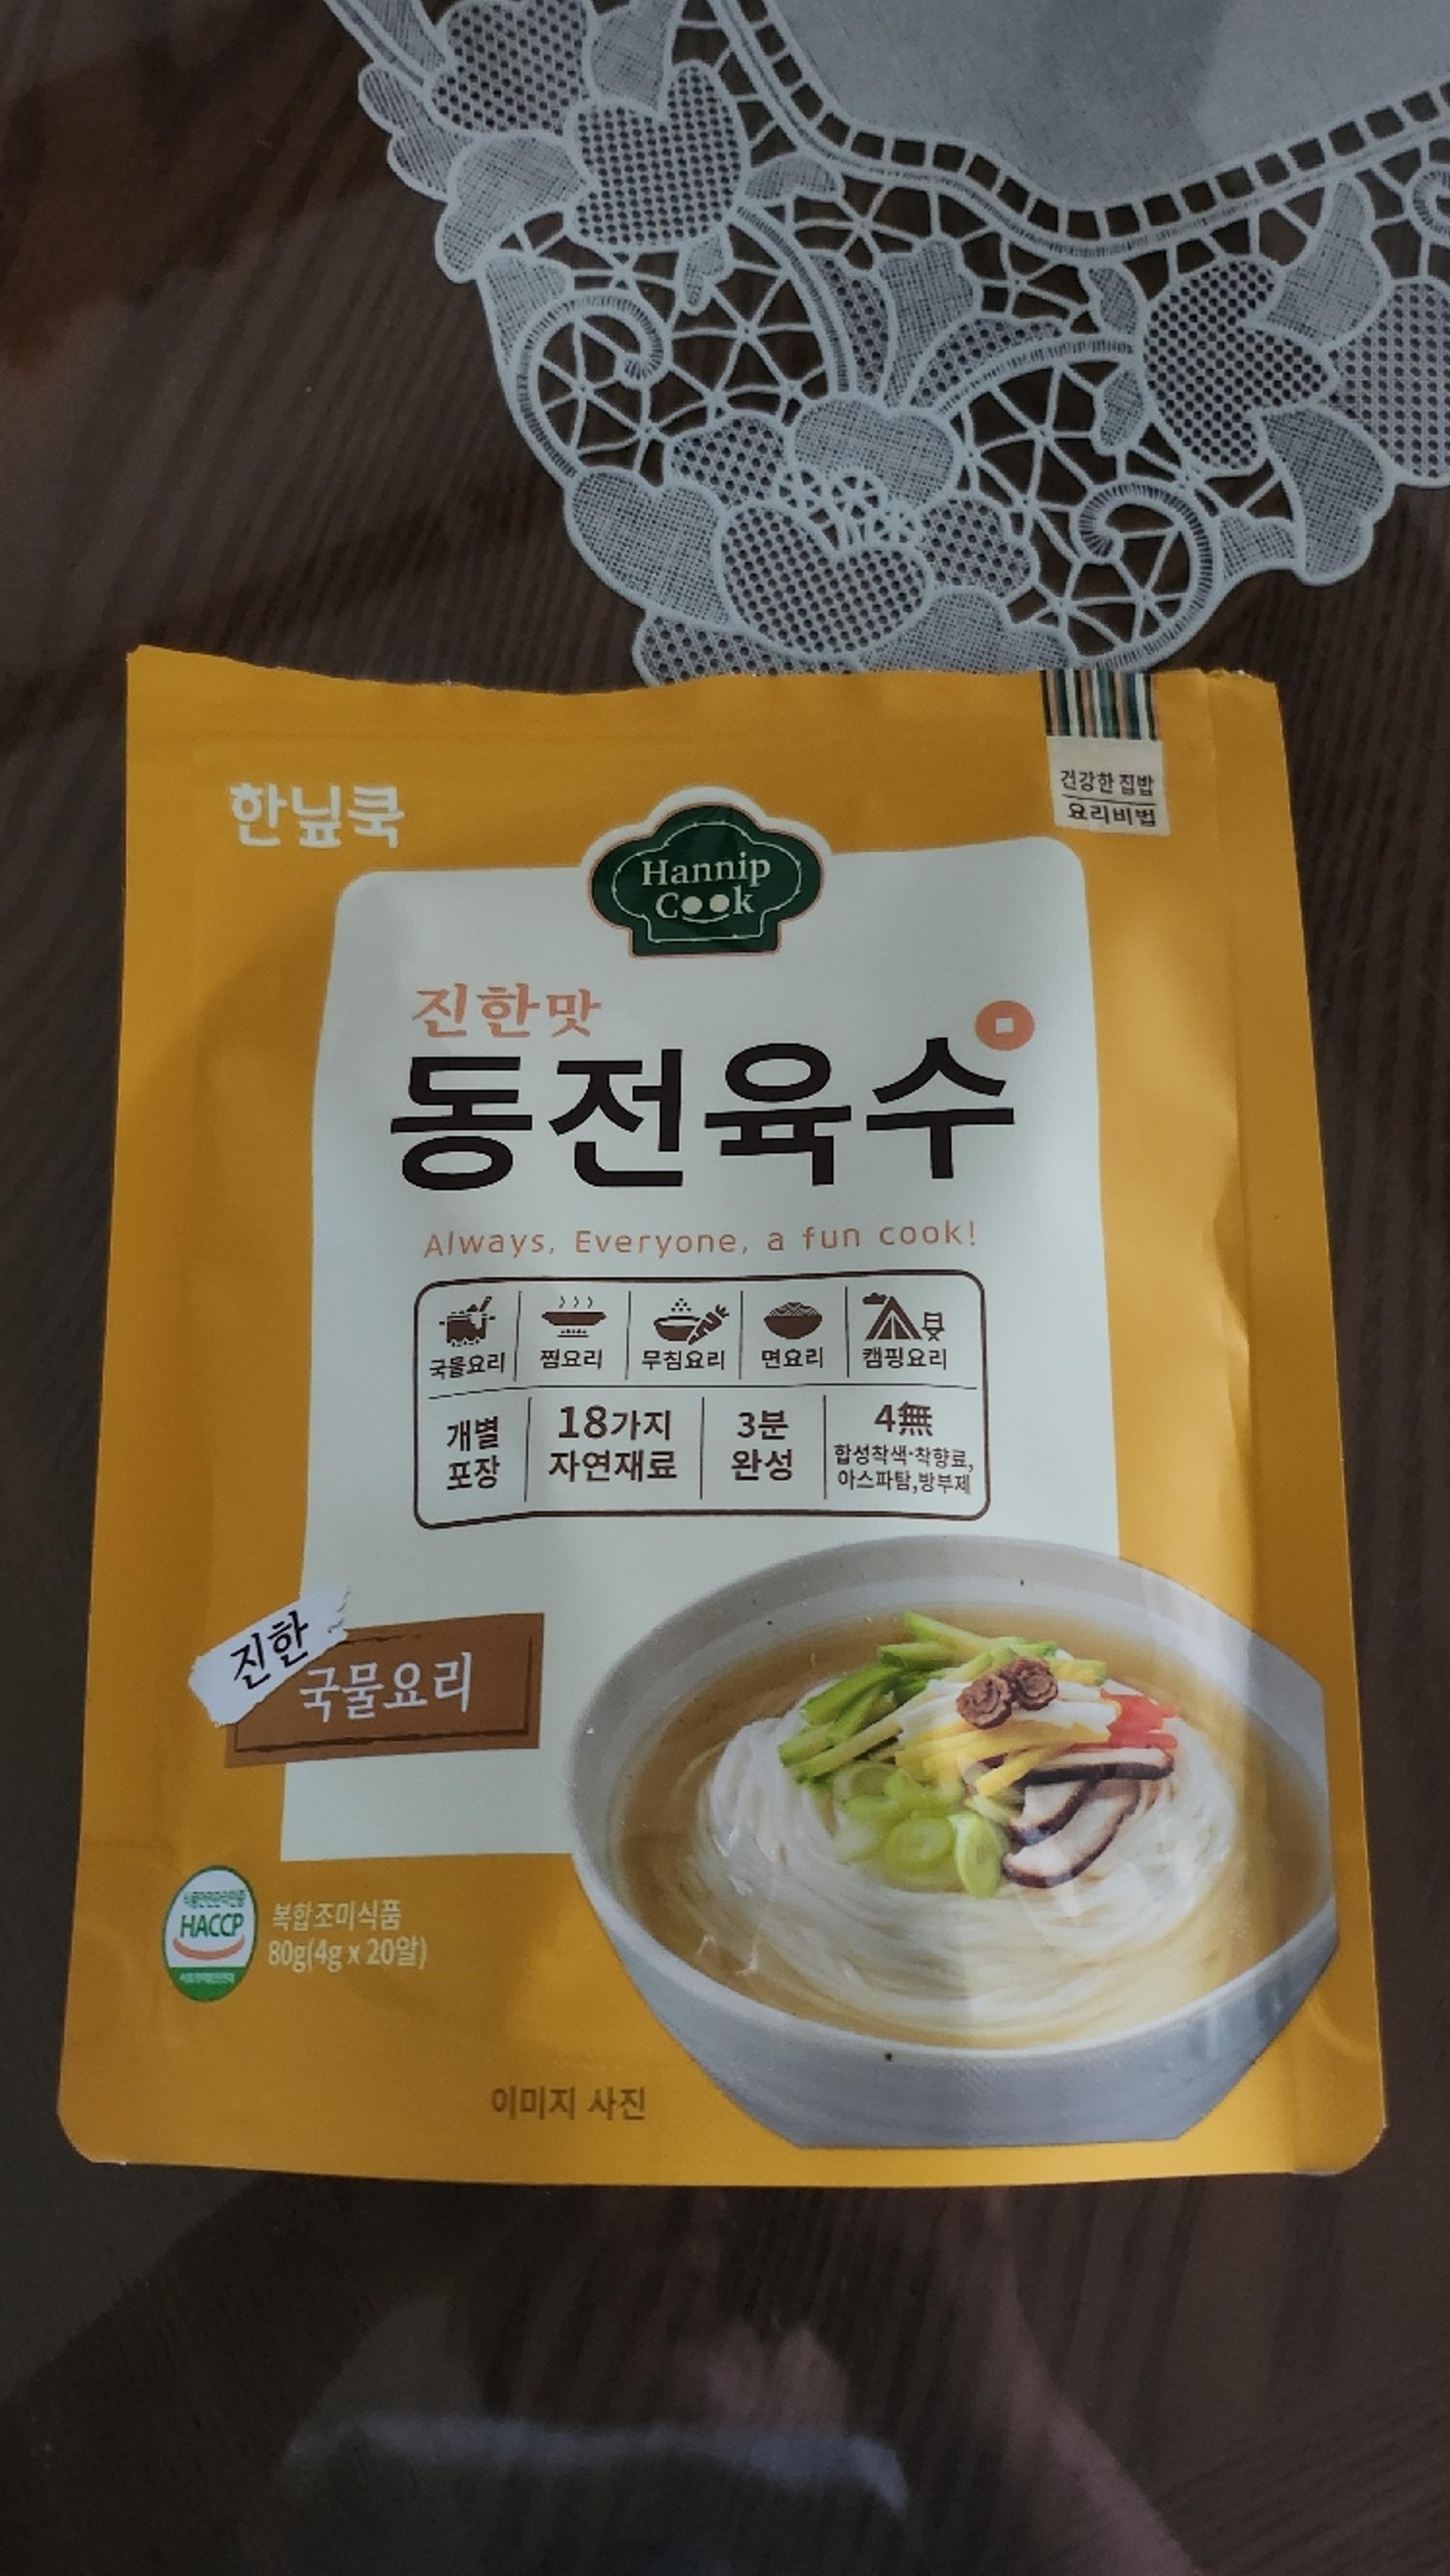 한닢쿡
건강한 집밥
요리비법
Hannip
Cook
진한맛
동전육수
Always, Everyone, a fun cook!
국물요리
찜요리
무침요리
면요리
캠핑요리
개별
포장
18가지
자연재료
3분
완성
4無
합성착색·착향료,
아스파탐,방부제
진한
국물요리
HACCP
복합조미식품
80g(4g x 20알)
이미지 사진